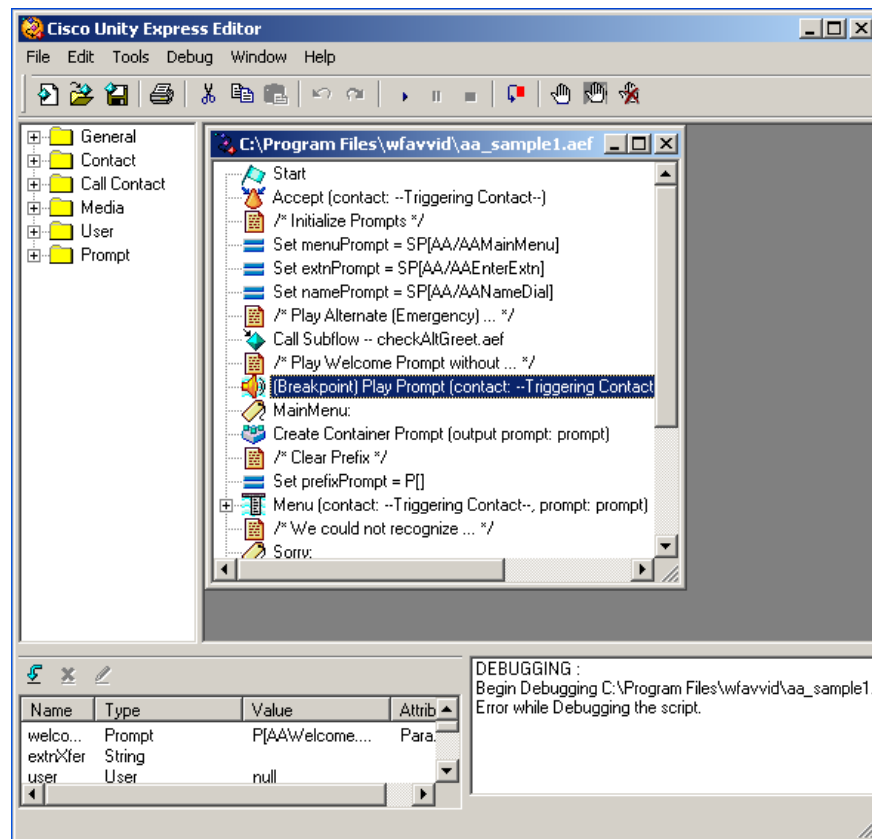 Cisco Unity Express Editor
File Edit Tools Debug Window Help
General
Contact
Call Contact
Media
User
Prompt
C:\Program Files\wfavvid\aa_sample1.aef
Start
Accept (contact: --Triggering Contact--)
/* Initialize Prompts */
Set menuPrompt = SP[AA/AAMainMenu]
Set extnPrompt = SP[AA/AAEnterExtn]
Set namePrompt = SP[AA/AANameDial]
/* Play Alternate (Emergency) ... */
Call Subflow -- checkAltGreet.aef
/* Play Welcome Prompt without ... */
(Breakpoint) Play Prompt (contact: --Triggering Contact
MainMenu:
Create Container Prompt (output prompt: prompt)
/* Clear Prefix */
Set prefixPrompt = P[]
Menu (contact: --Triggering Contact--, prompt: prompt)
/* We could not recognize ... */
Sorry:
Name Type Value Attrib
welco... Prompt P[AAWelcome.... Para.
extnXfer String
user User null
DEBUGGING :
Begin Debugging C:\Program Files\wfavvid\aa_sample1.
Error while Debugging the script.